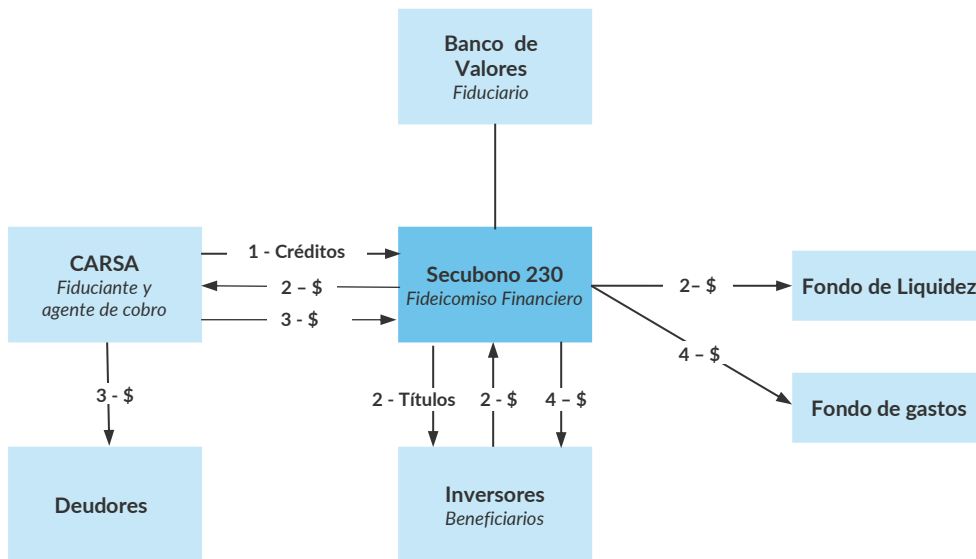 Banco de
Valores
Fiduciario
1 - Créditos
CARSA
Fiduciante y
agente de cobro
2 – $
3 - $
Secubono 230
Fideicomiso Financiero
2– $
Fondo de Liquidez
4 – $
Fondo de gastos
3 - $
2 - Títulos
2 - $
4 – $
Deudores
Inversores
Beneficiarios